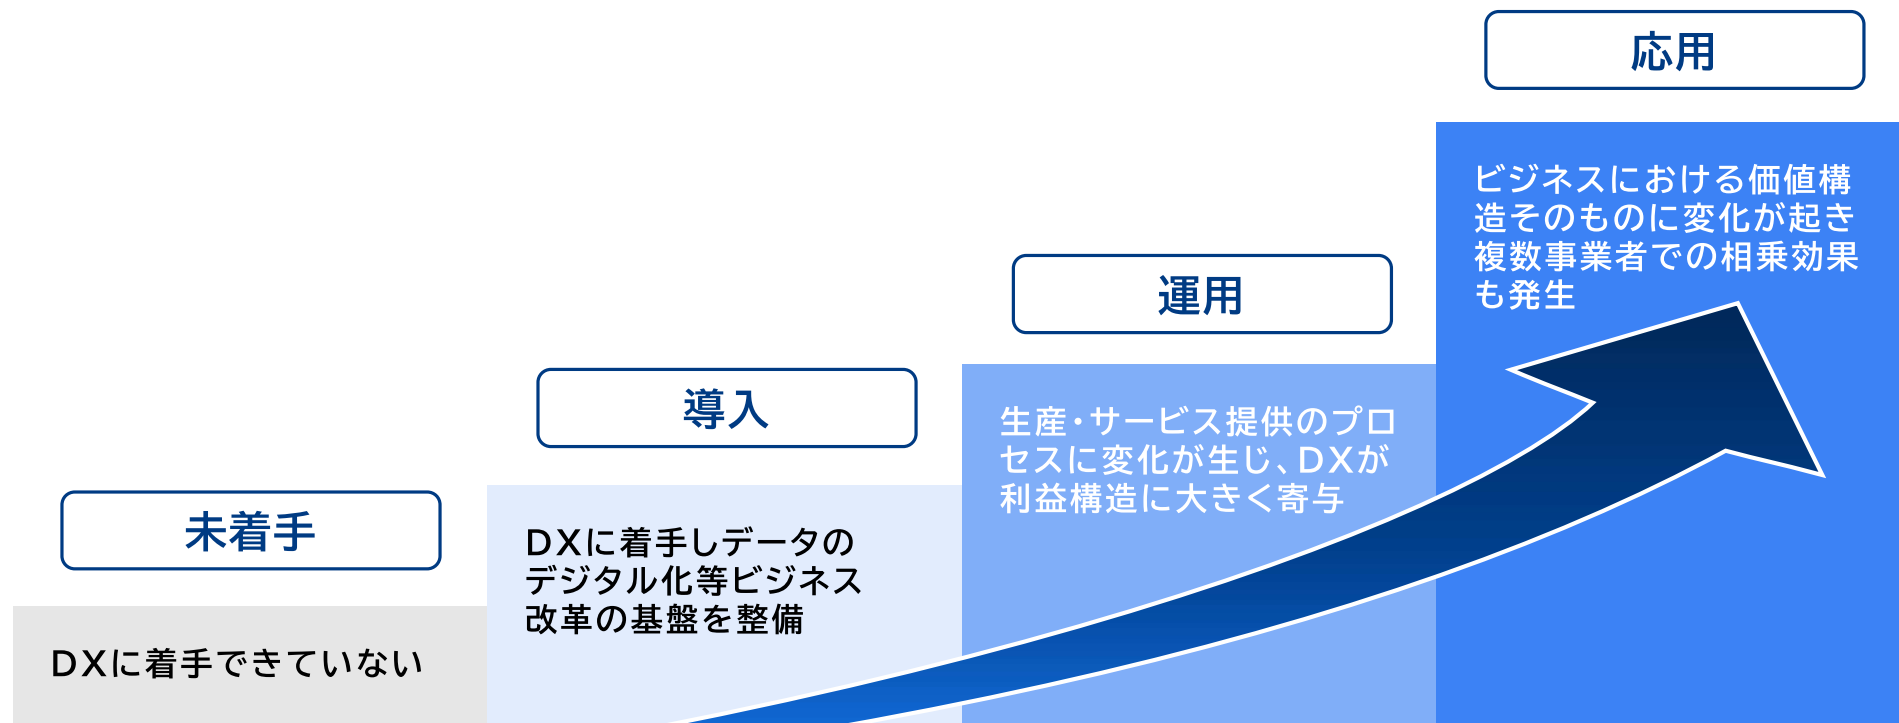 未着手
DXに着手できていない
導入
DXに着手しデータの
デジタル化等ビジネス
改革の基盤を整備
運用
生産・サービス提供のプロ
セスに変化が生じ、DXが
利益構造に大きく寄与
応用
ビジネスにおける価値構
造そのものに変化が起き
複数事業者での相乗効果
も発生